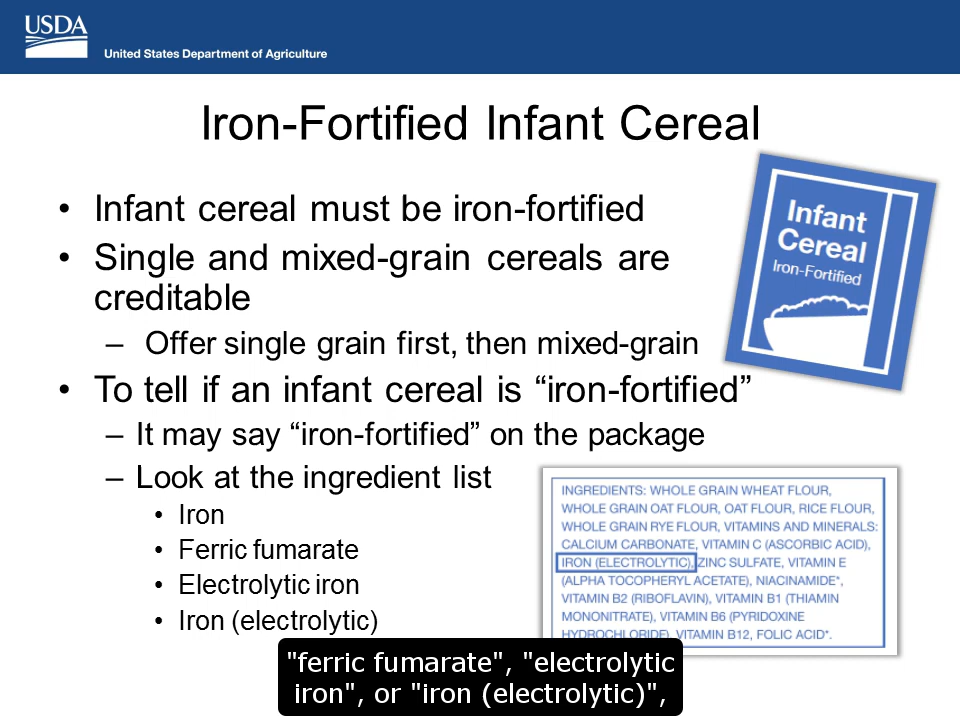 USDA
United States Department of Agriculture
Iron-Fortified Infant Cereal
• Infant cereal must be iron-fortified
• Single and mixed-grain cereals are
creditable
– Offer single grain first, then mixed-grain
• To tell if an infant cereal is “iron-fortified”
– It may say “iron-fortified” on the package
– Look at the ingredient list
• Iron
• Ferric fumarate
• Electrolytic iron
• Iron (electrolytic)
Infant
Cereal
Iron-Fortified
INGREDIENTS: WHOLE GRAIN WHEAT FLOUR,
WHOLE GRAIN OAT FLOUR, OAT FLOUR, RICE FLOUR,
WHOLE GRAIN RYE FLOUR, VITAMINS AND MINERALS:
CALCIUM CARBONATE, VITAMIN C (ASCORBIC ACID),
IRON (ELECTROLYTIC), ZINC SULFATE, VITAMIN E
(ALPHA TOCOPHERYL ACETATE), NIACINAMIDE*,
VITAMIN B2 (RIBOFLAVIN), VITAMIN B1 (THIAMIN
MONONITRATE), VITAMIN B6 (PYRIDOXINE
HYDROCHLORIDE), VITAMIN B12, FOLIC ACID*.
"ferric fumarate", "electrolytic
iron", or "iron (electrolytic)",